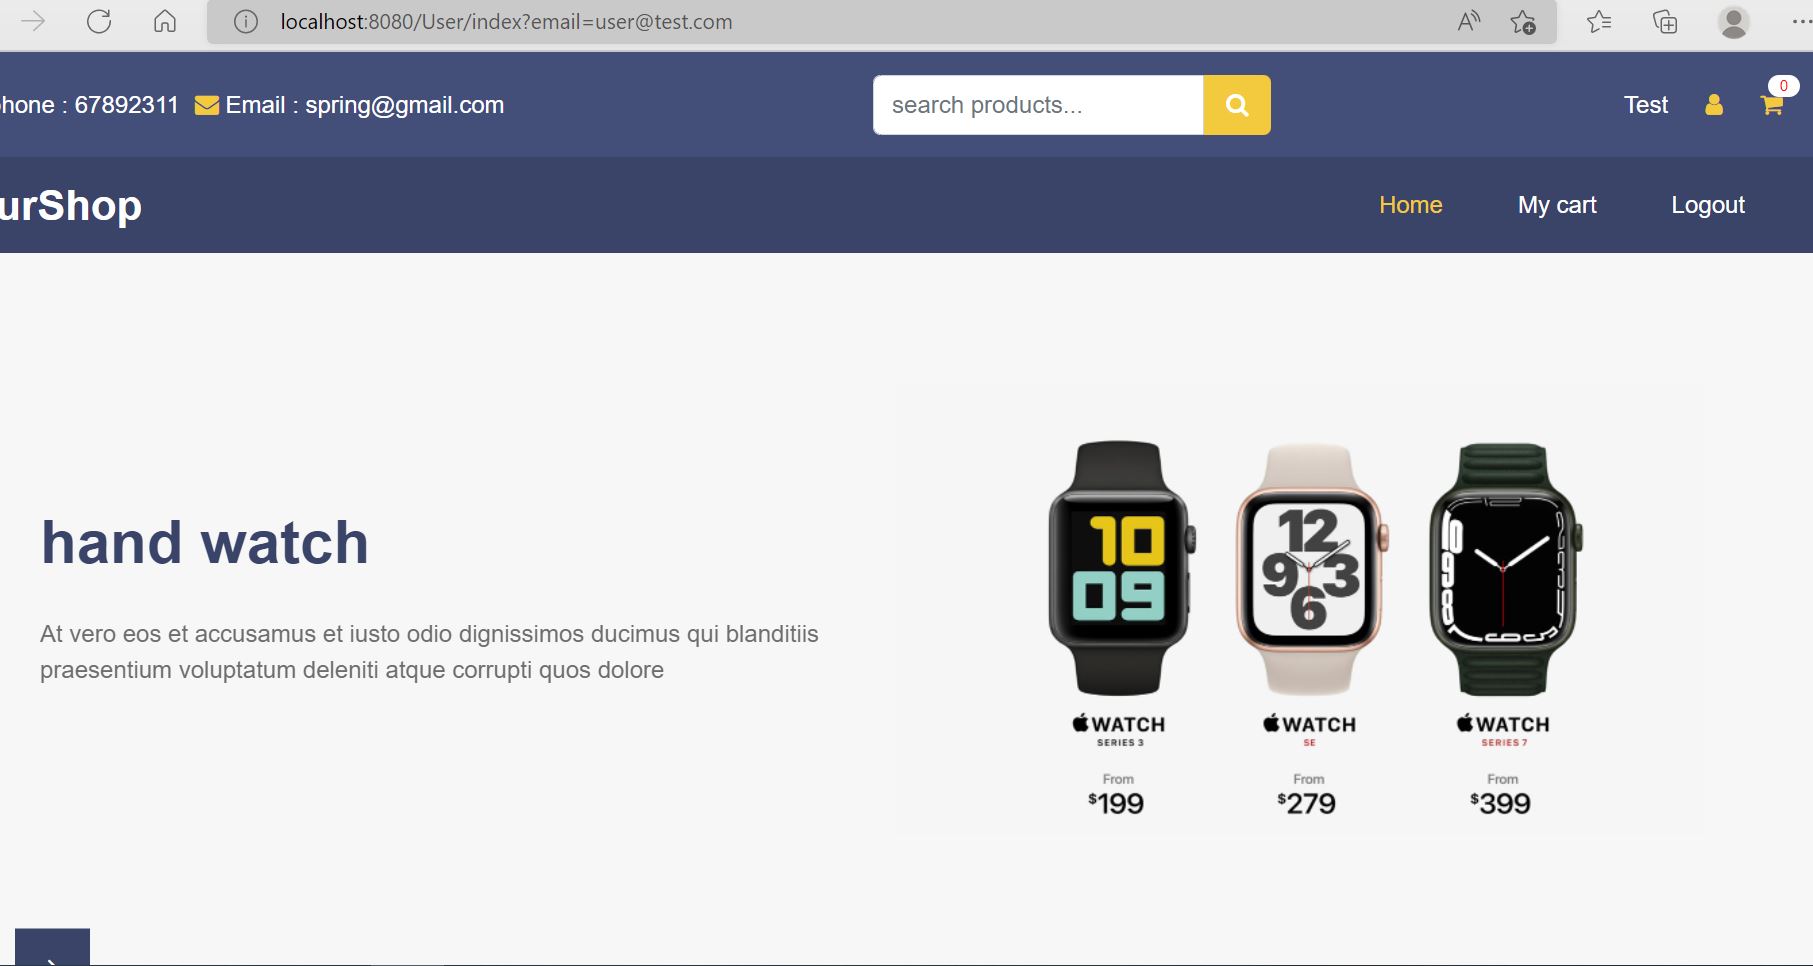 localhost:8080/User/index?email=user@test.com
hone : 67892311 Email : spring@gmail.com
search products...
Test
0
urShop
Home
My cart
Logout
hand watch
At vero eos et accusamus et iusto odio dignissimos ducimus qui blanditiis
praesentium voluptatum deleniti atque corrupti quos dolore
10
09
12
9 3
6
WATCH
SERIES 3
From
$199
WATCH
SE
From
$279
WATCH
SERIES 7
From
$399